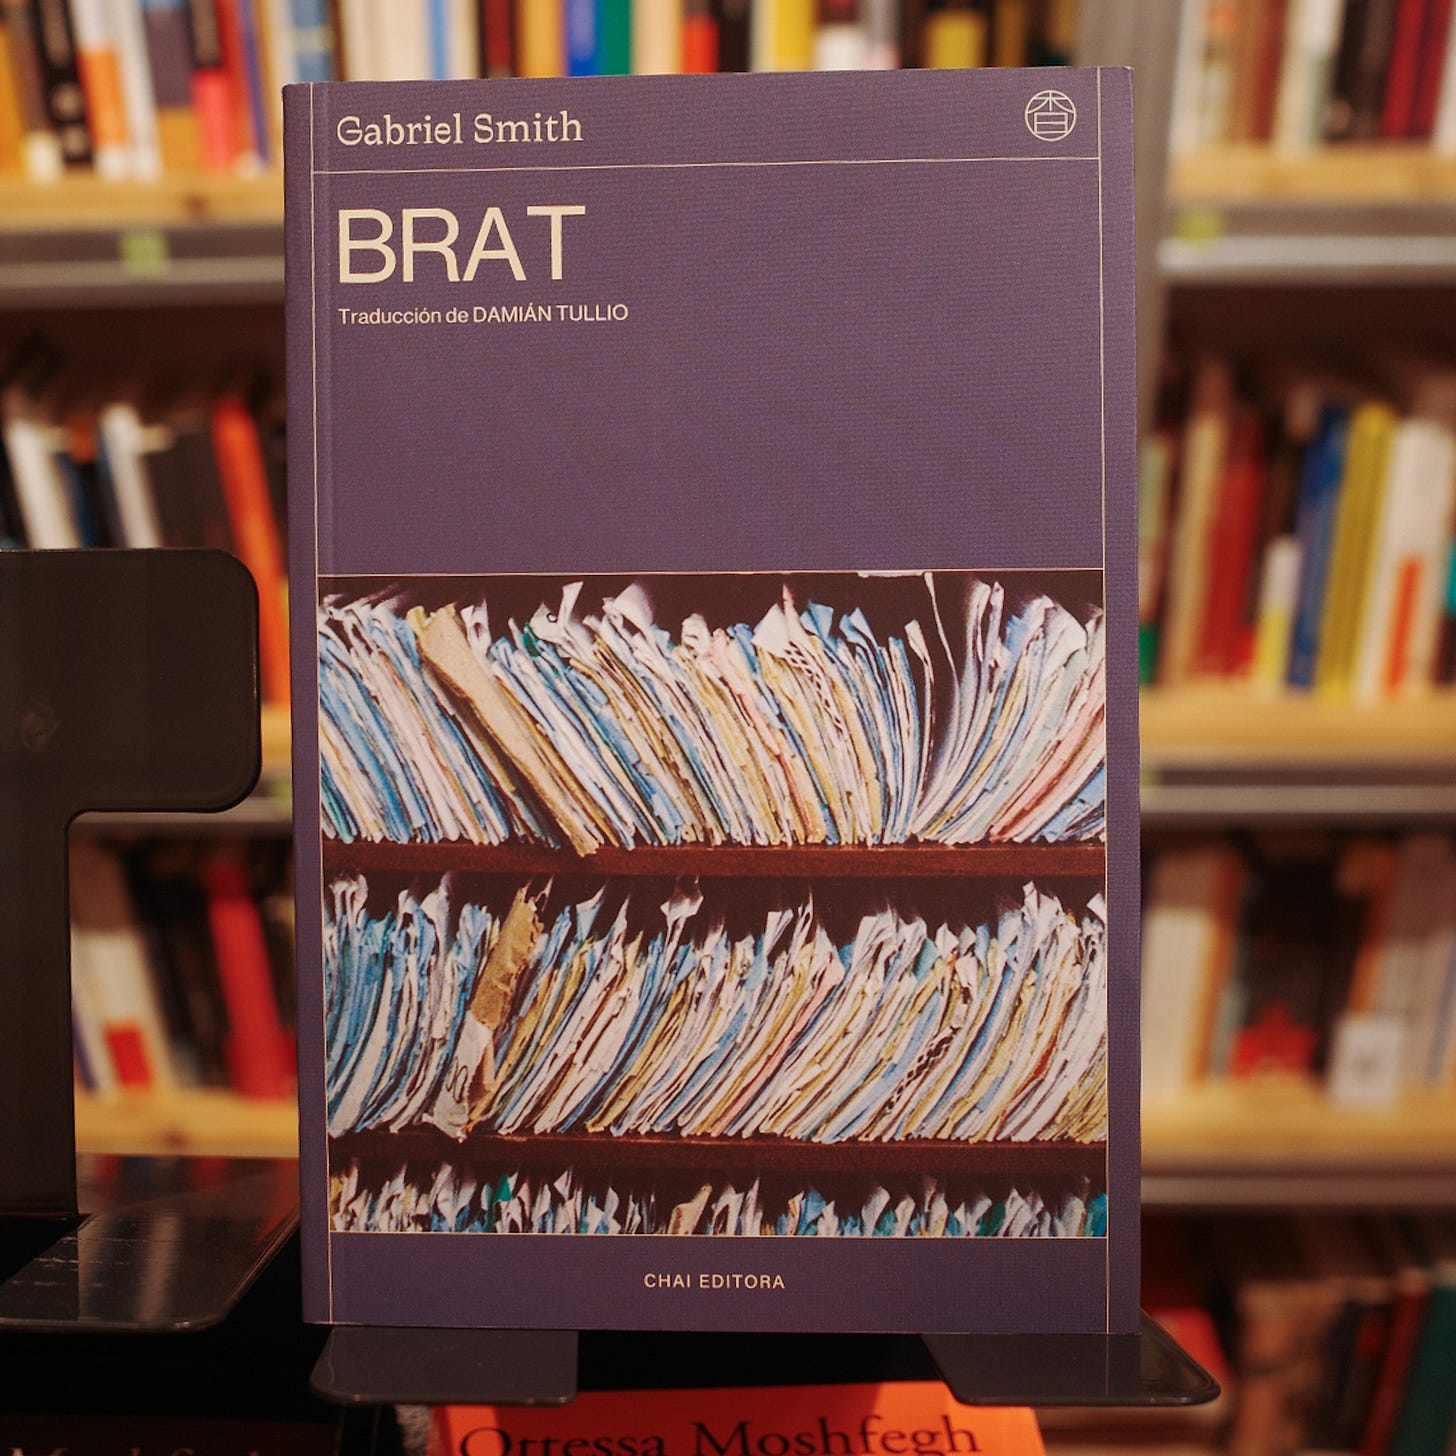 Gabriel Smith
BRAT
Traducción de DAMIÁN TULLIO
CHAI EDITORA
Ottessa Moshfegh